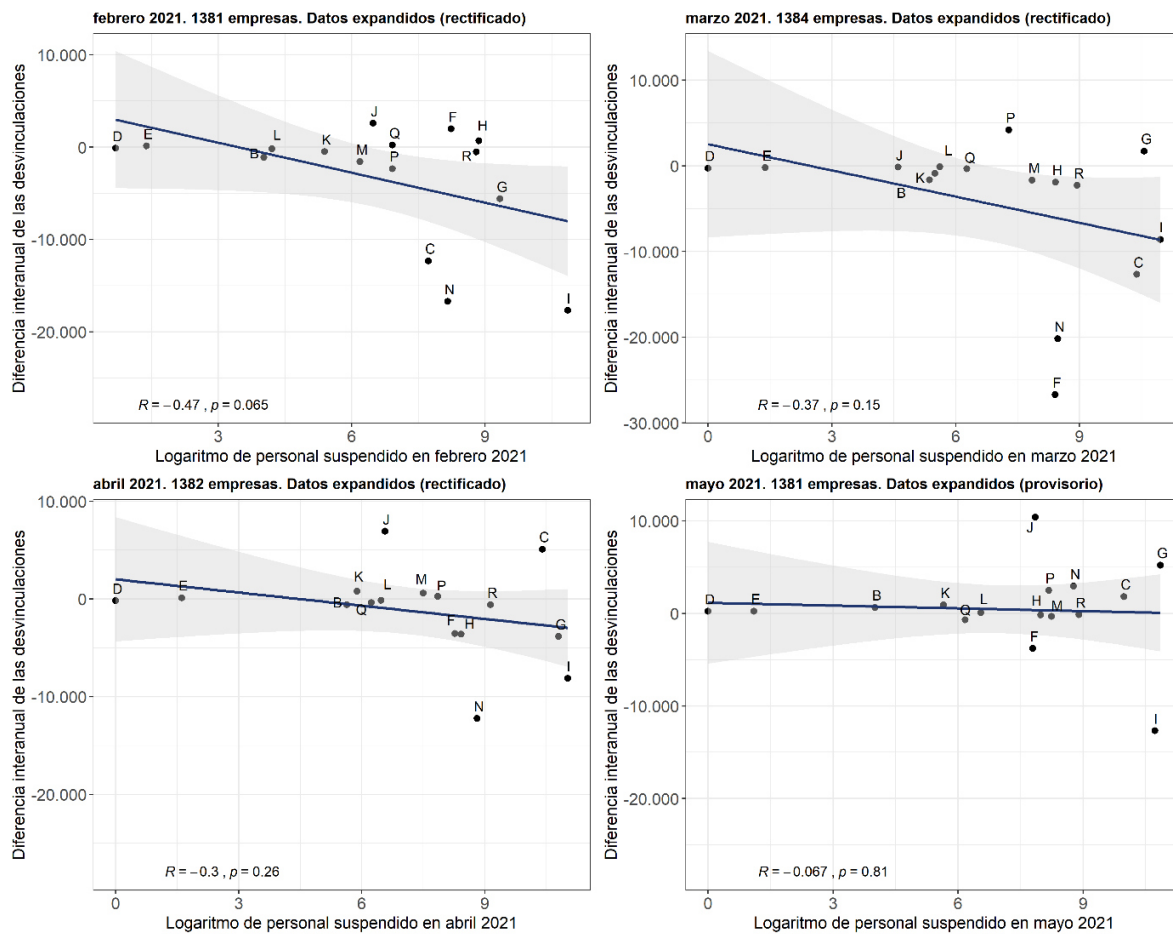 febrero 2021. 1381 empresas. Datos expandidos (rectificado)
Diferencia interanual de las desvinculaciones
10.000
0
-10.000
-20.000
D
E
B
L
K
M
J
Q
P
F
H
R
G
C
N
I
R = −0.47 , p = 0.065
3
6
9
Logaritmo de personal suspendido en febrero 2021
marzo 2021. 1384 empresas. Datos expandidos (rectificado)
Diferencia interanual de las desvinculaciones
10.000
0
-10.000
-20.000
-30.000
D
E
J
K
B
L
Q
P
M
H
R
G
I
C
N
F
R = −0.37 , p = 0.15
0
3
6
9
Logaritmo de personal suspendido en marzo 2021
abril 2021. 1382 empresas. Datos expandidos (rectificado)
Diferencia interanual de las desvinculaciones
10.000
0
-10.000
-20.000
D
E
B
K
Q
L
J
M
P
F
H
R
C
G
I
N
R = −0.3 , p = 0.26
0
3
6
9
Logaritmo de personal suspendido en abril 2021
mayo 2021. 1381 empresas. Datos expandidos (provisorio)
Diferencia interanual de las desvinculaciones
10.000
0
-10.000
-20.000
D
E
B
K
Q
L
J
H
P
M
F
N
R
C
G
I
R = −0.067 , p = 0.81
0
3
6
9
Logaritmo de personal suspendido en mayo 2021